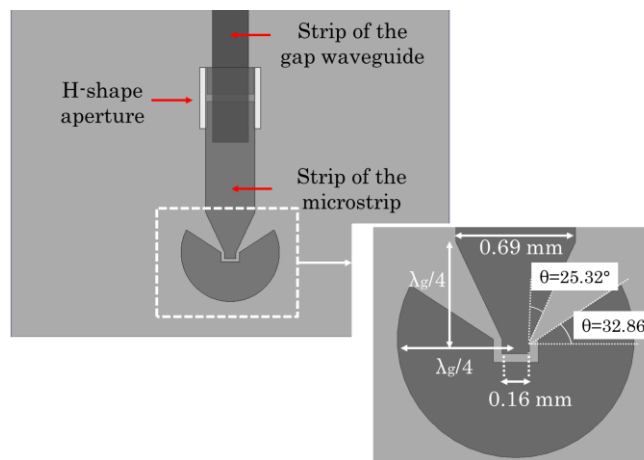 Strip of the
gap waveguide
H-shape
aperture
Strip of the
microstrip
0.69 mm
λg/4
θ=25.32°
θ=32.86
λg/4
0.16 mm